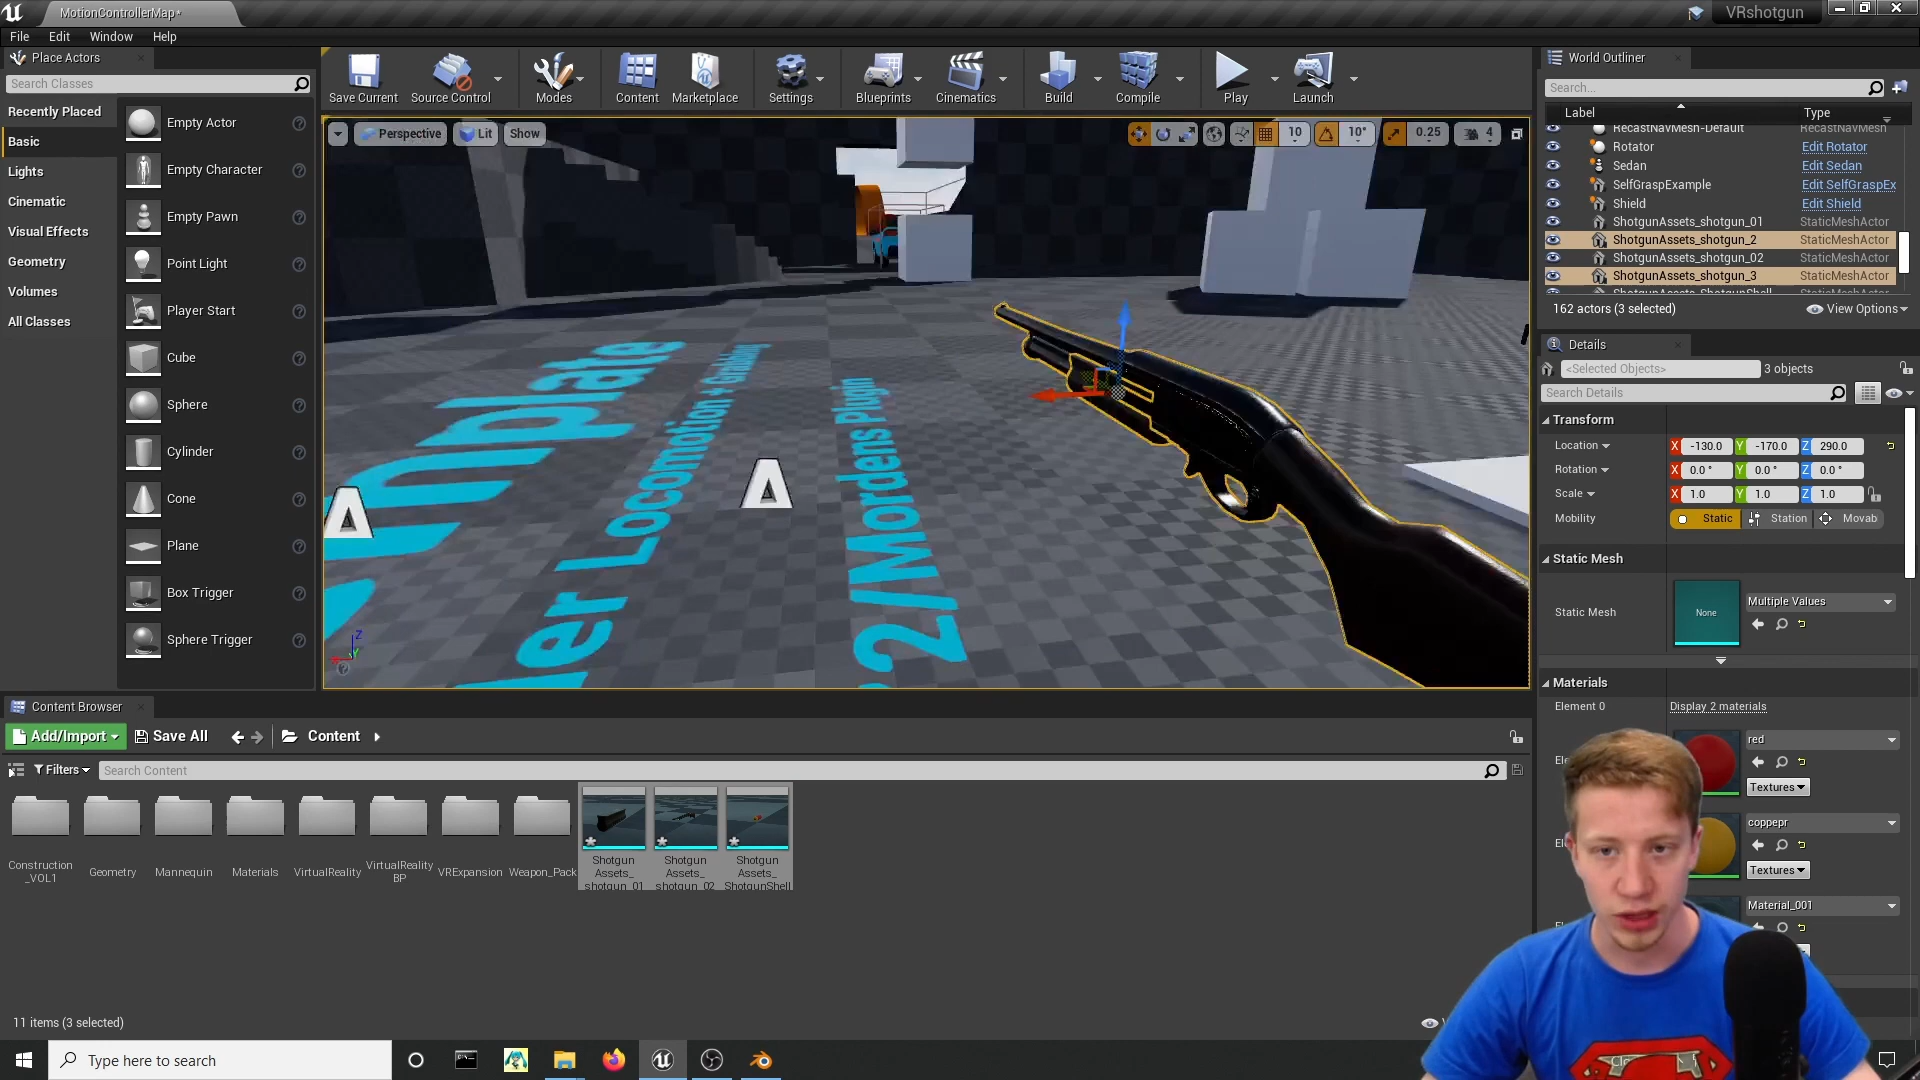 MotionControllerMap*
VRshotgun
File Edit Window Help
Place Actors
Search Classes
Recently Placed
Basic
Lights
Cinematic
Visual Effects
Geometry
Volumes
All Classes
Empty Actor
Empty Character
Empty Pawn
Point Light
Player Start
Cube
Sphere
Cylinder
Cone
Plane
Box Trigger
Sphere Trigger
Save Current Source Control Modes Content Marketplace Settings Blueprints Cinematics Build Compile Play Launch
Perspective Lit Show 10 10° 0.25 4
2/Mordens Plugin
World Outliner
Search...
Label Type
RecastNavMesh-Default RecastNavMesh
Rotator Edit Rotator
Sedan Edit Sedan
SelfGraspExample Edit SelfGraspEx
Shield Edit Shield
ShotgunAssets_shotgun_01 StaticMeshActor
ShotgunAssets_shotgun_2 StaticMeshActor
ShotgunAssets_shotgun_02 StaticMeshActor
ShotgunAssets_shotgun_3 StaticMeshActor
162 actors (3 selected) View Options
Details
<Selected Objects> 3 objects
Search Details
Transform
Location X -130.0 Y -170.0 Z 290.0
Rotation X 0.0 ° Y 0.0 ° Z 0.0 °
Scale X 1.0 Y 1.0 Z 1.0
Mobility Static Station Movab
Static Mesh
Static Mesh None Multiple Values
Materials
Element 0 Display 2 materials
red
Textures
coppepr
Textures
Material_001
Content Browser
Add/Import Save All Content
Filters Search Content
Construction
_VOL1
Geometry
Mannequin
Materials
VirtualReality
VirtualReality
BP
VRExpansion
Weapon_Pack
Shotgun
Assets_
shotgun_01
Shotgun
Assets_
shotgun_02
Shotgun
Assets_
ShotgunShell
11 items (3 selected)
Type here to search